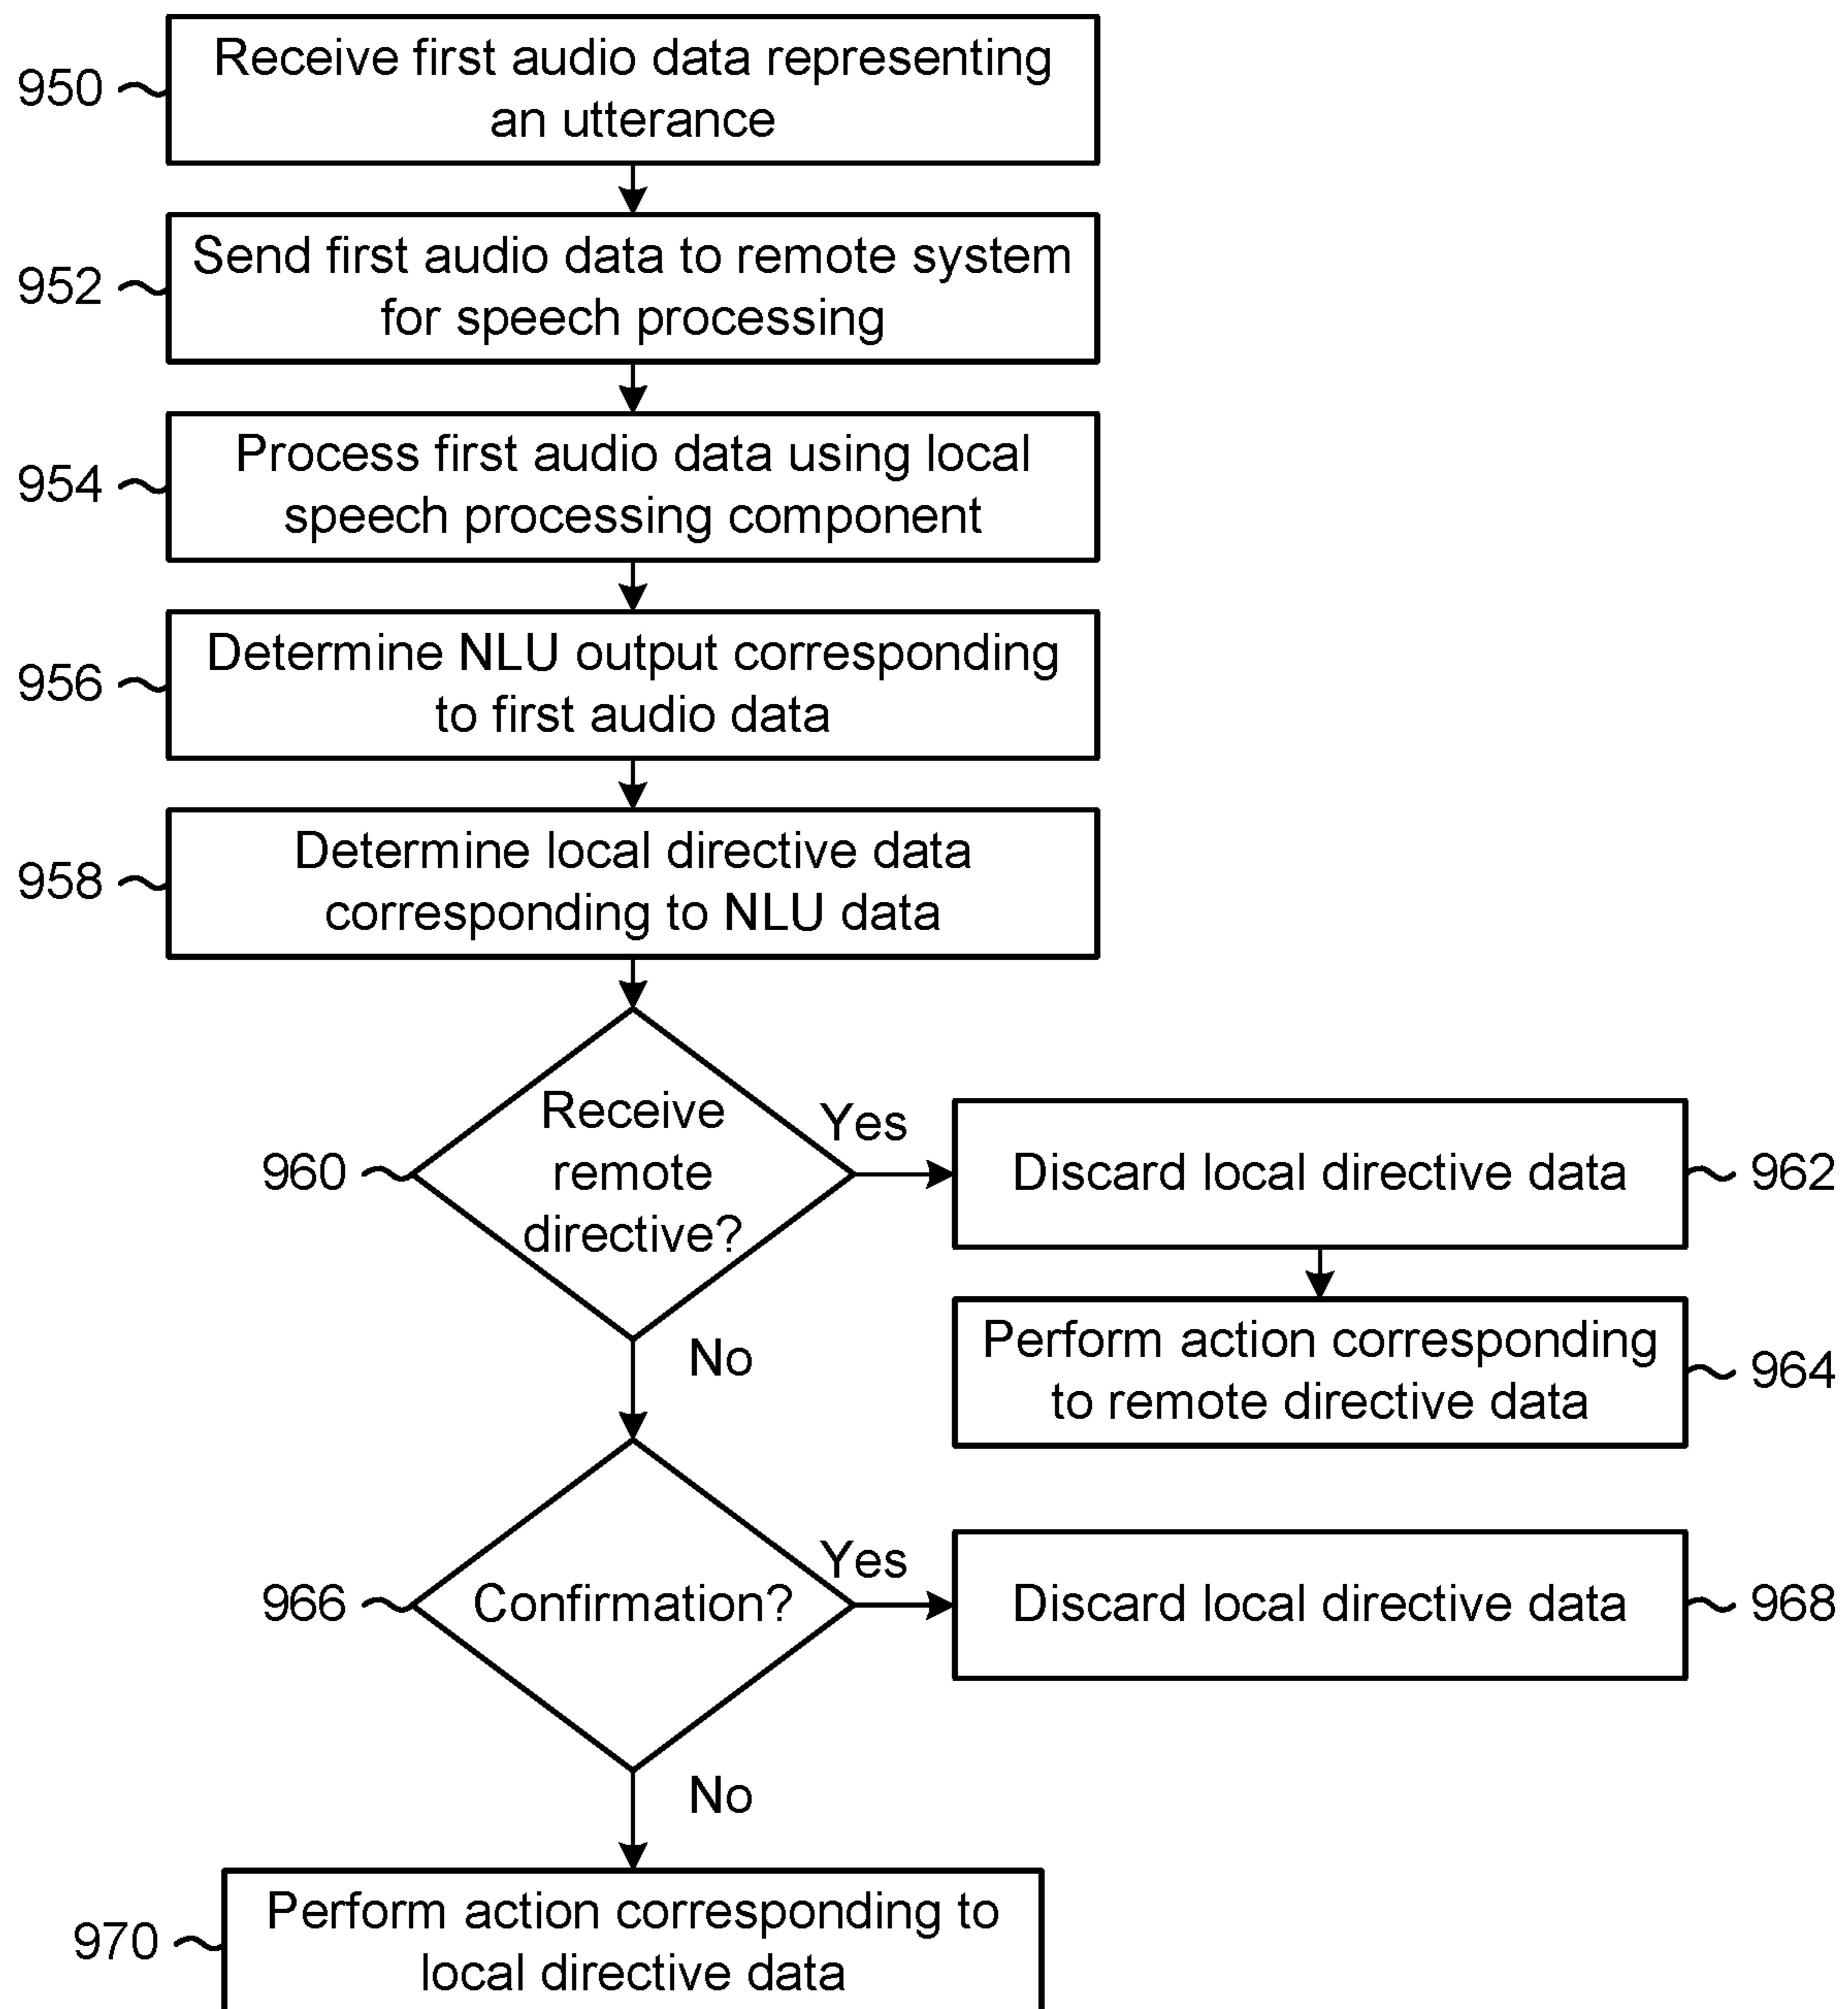 950
Receive first audio data representing
an utterance
952
Send first audio data to remote system
for speech processing
954
Process first audio data using local
speech processing component
956
Determine NLU output corresponding
to first audio data
958
Determine local directive data
corresponding to NLU data
960
Receive
remote
directive?
Yes
Discard local directive data
962
Perform action corresponding
to remote directive data
964
No
966
Confirmation?
Yes
Discard local directive data
968
No
970
Perform action corresponding to
local directive data